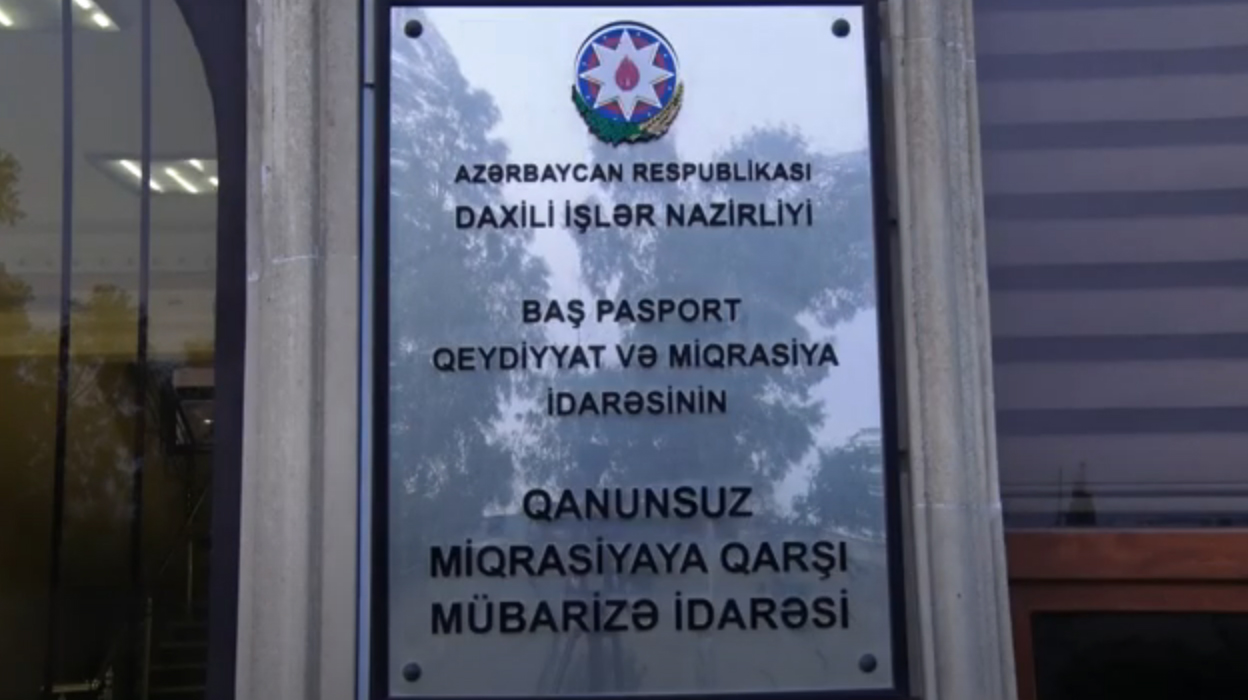 AZƏRBAYCAN RESPUBLİKASI
DAXİLİ İŞLƏR NAZİRLİYİ
BAŞ PASPORT
QEYDİYYAT VƏ MİQRASİYA
İDARƏSİNİN
QANUNSUZ
MİQRASİYAYA QARŞI
MÜBARİZƏ İDARƏSİ